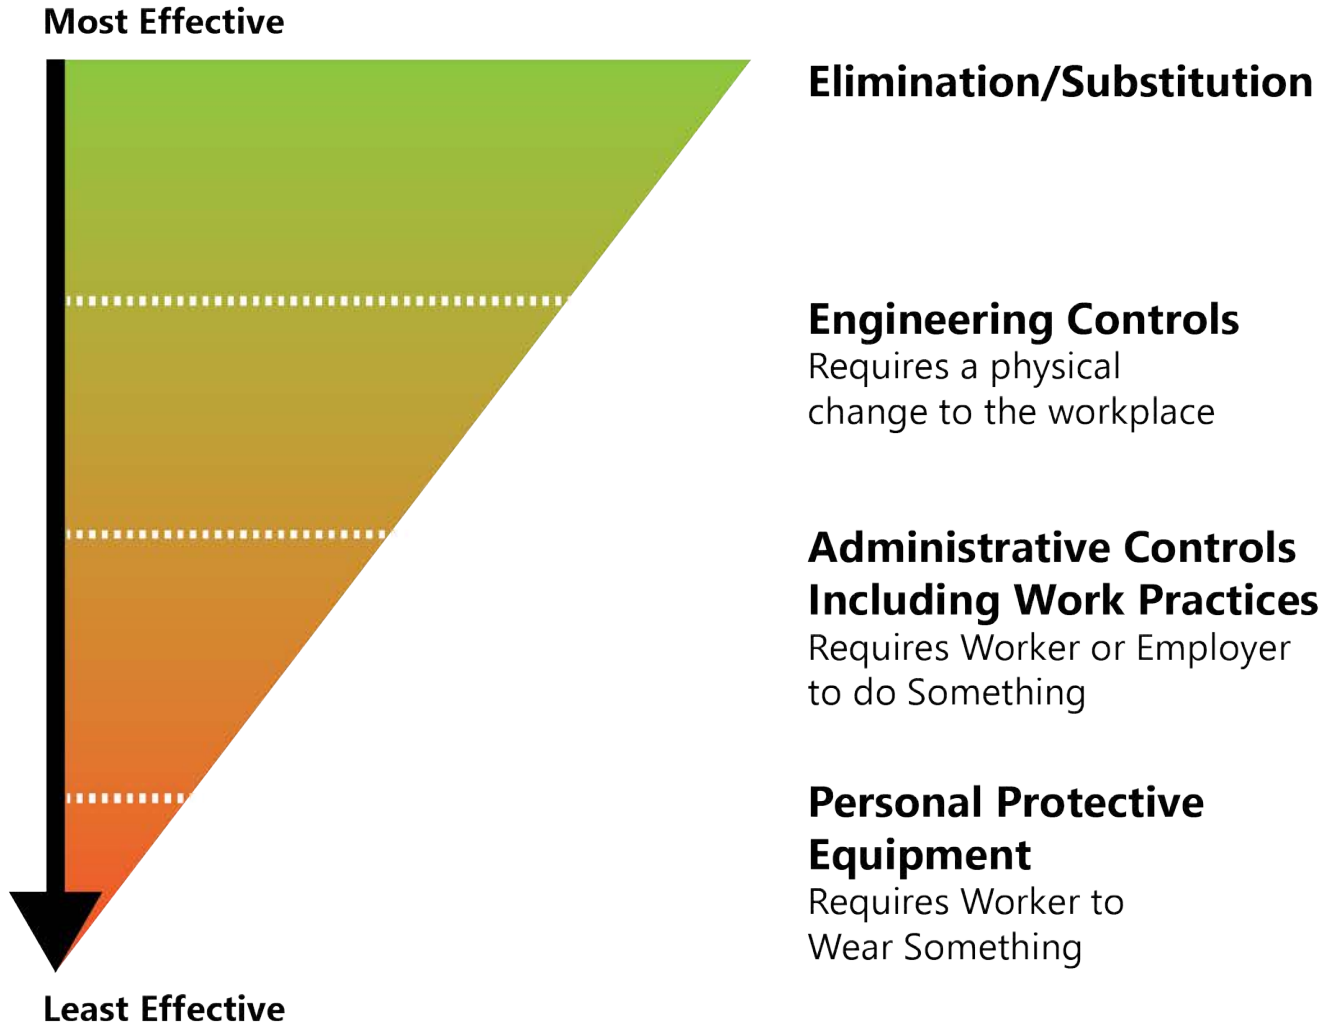 Most Effective
Elimination/Substitution
Engineering Controls
Requires a physical
change to the workplace
Administrative Controls
Including Work Practices
Requires Worker or Employer
to do Something
Personal Protective
Equipment
Requires Worker to
Wear Something
Least Effective